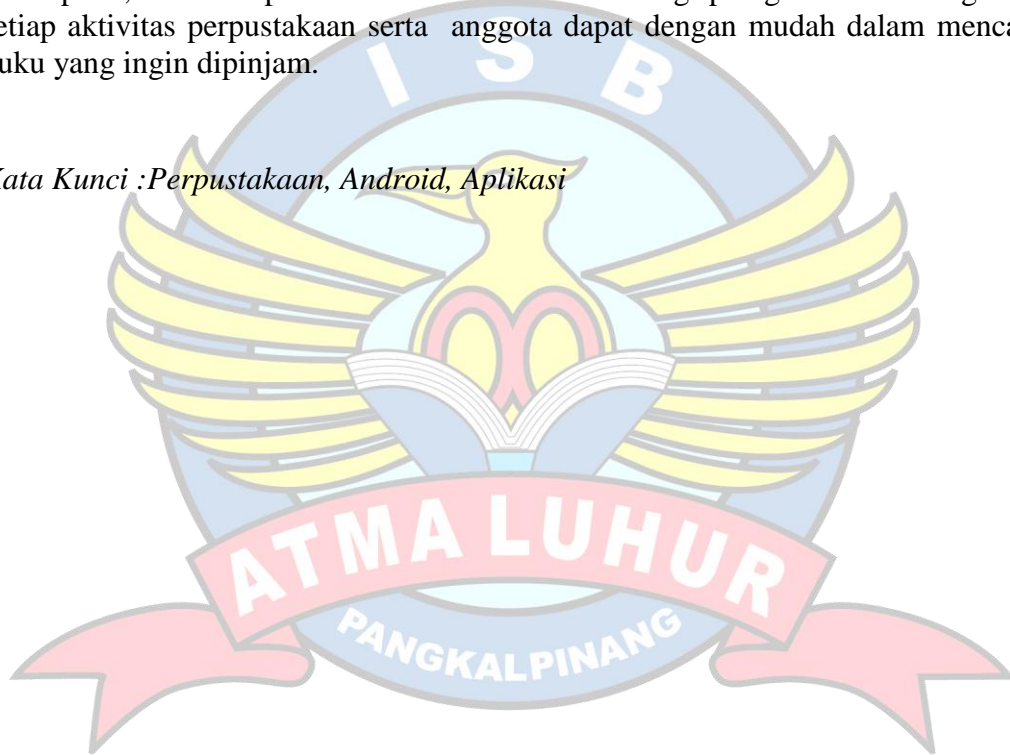 etiap aktivitas perpustakaan serta anggota dapat dengan mudah dalam menca
uku yang ingin dipinjam.
Kata Kunci :Perpustakaan, Android, Aplikasi
I S B
ATMA LUHUR
PANGKALPINANG